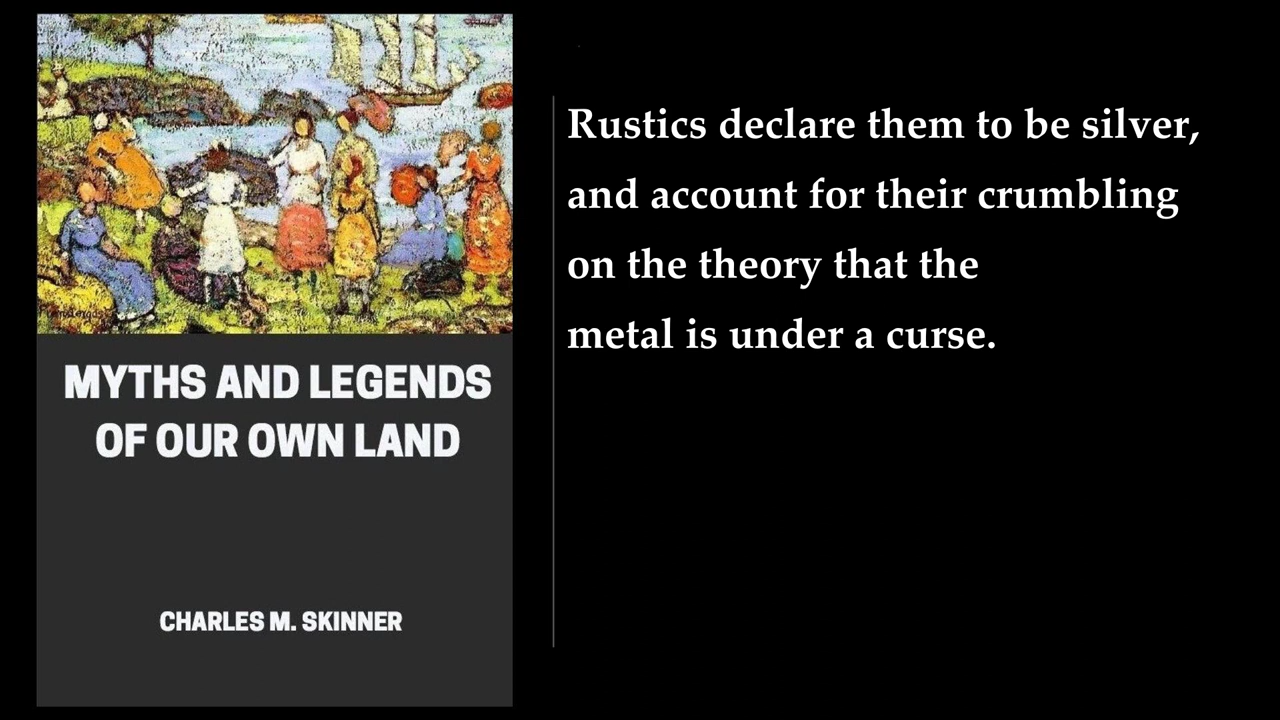 MYTHS AND LEGENDS
OF OUR OWN LAND
CHARLES M. SKINNER
Rustics declare them to be silver,
and account for their crumbling
on the theory that the
metal is under a curse.